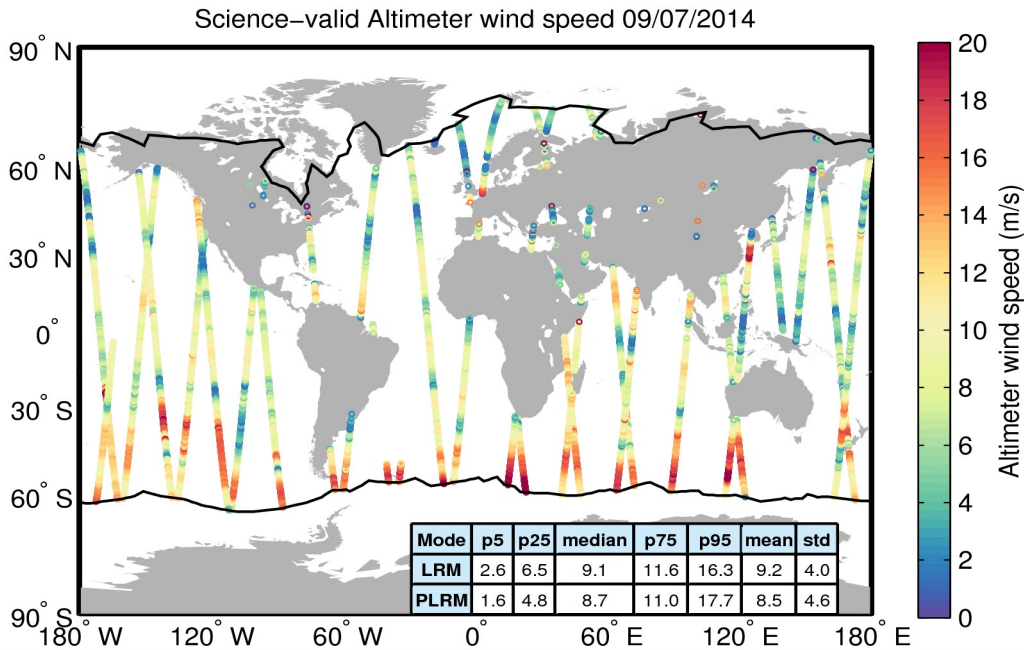 Science−valid Altimeter wind speed 09/07/2014
90° N
60° N
30° N
0°
30° S
60° S
90° S
180° W
120° W
60° W
0°
60° E
120° E
180° E
Mode p5 p25 median p75 p95 mean std
LRM 2.6 6.5 9.1 11.6 16.3 9.2 4.0
PLRM 1.6 4.8 8.7 11.0 17.7 8.5 4.6
20
18
16
14
12
10
8
6
4
2
0
Altimeter wind speed (m/s)